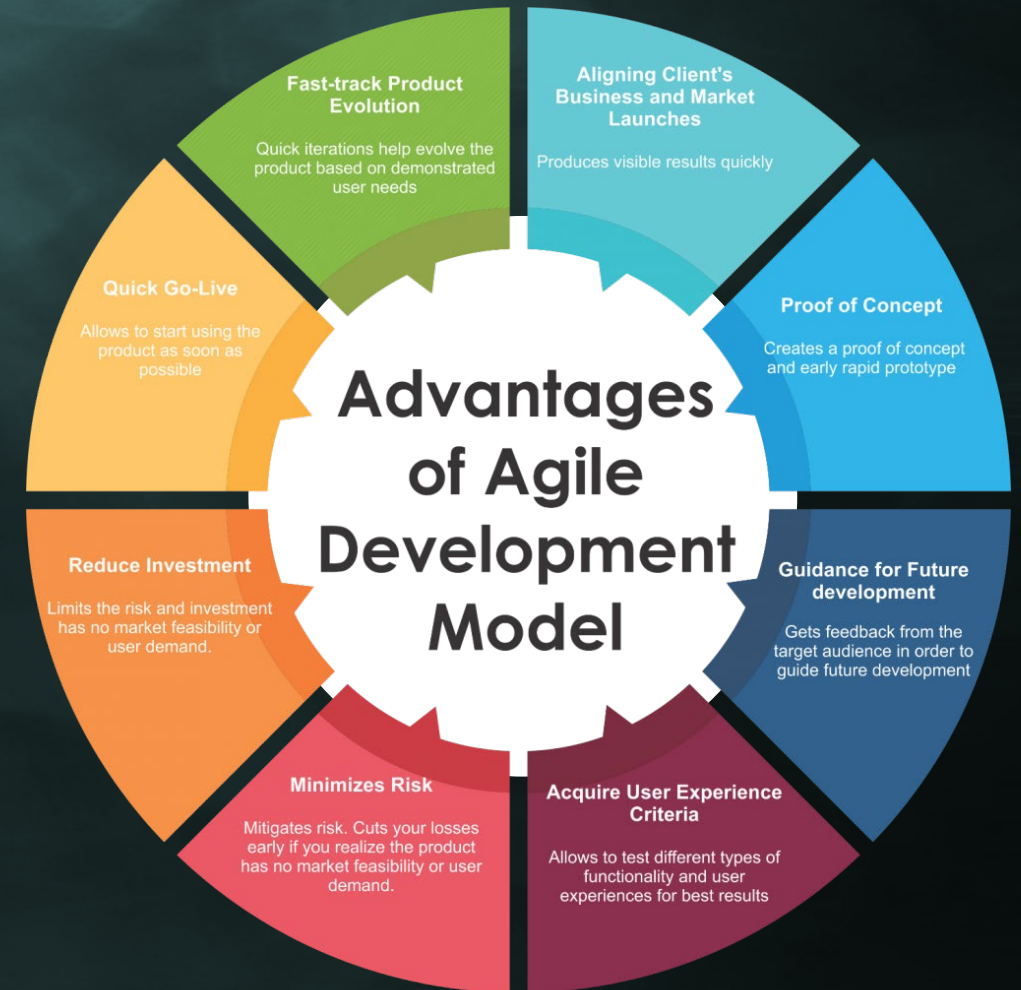 Advantages
of Agile
Development
Model
Aligning Client's
Business and Market
Launches
Produces visible results quickly
Proof of Concept
Creates a proof of concept
and early rapid prototype
Guidance for Future
development
Gets feedback from the
target audience in order to
guide future development
Acquire User Experience
Criteria
Allows to test different types of
functionality and user
experiences for best results
Minimizes Risk
Mitigates risk. Cuts your losses
early if you realize the product
has no market feasibility or user
demand.
Reduce Investment
Limits the risk and investment
has no market feasibility or
user demand.
Quick Go-Live
Allows to start using the
product as soon as
possible
Fast-track Product
Evolution
Quick iterations help evolve the
product based on demonstrated
user needs